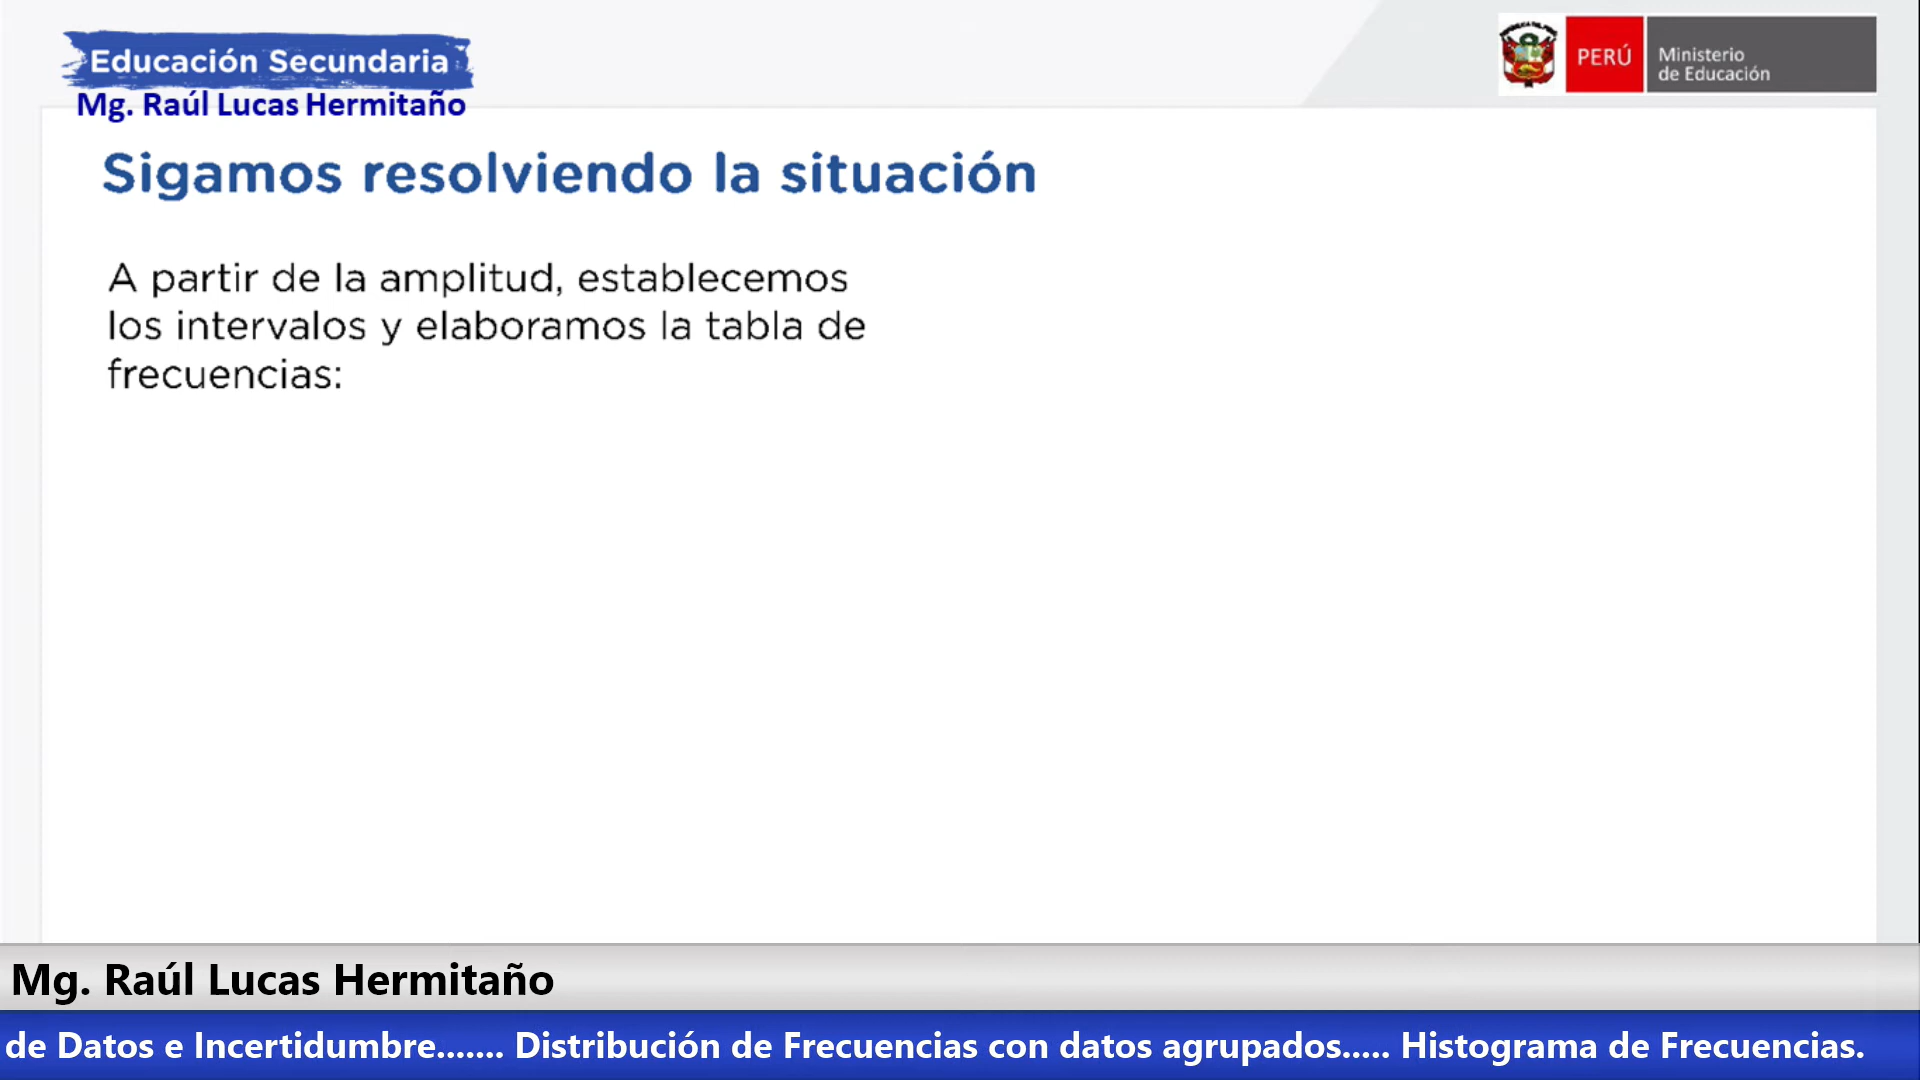 Educación Secundaria
Mg. Raúl Lucas Hermitaño
PERÚ
Ministerio
de Educación
Sigamos resolviendo la situación
A partir de la amplitud, establecemos
los intervalos y elaboramos la tabla de
frecuencias:
Mg. Raúl Lucas Hermitaño
de Datos e Incertidumbre....... Distribución de Frecuencias con datos agrupados..... Histograma de Frecuencias.